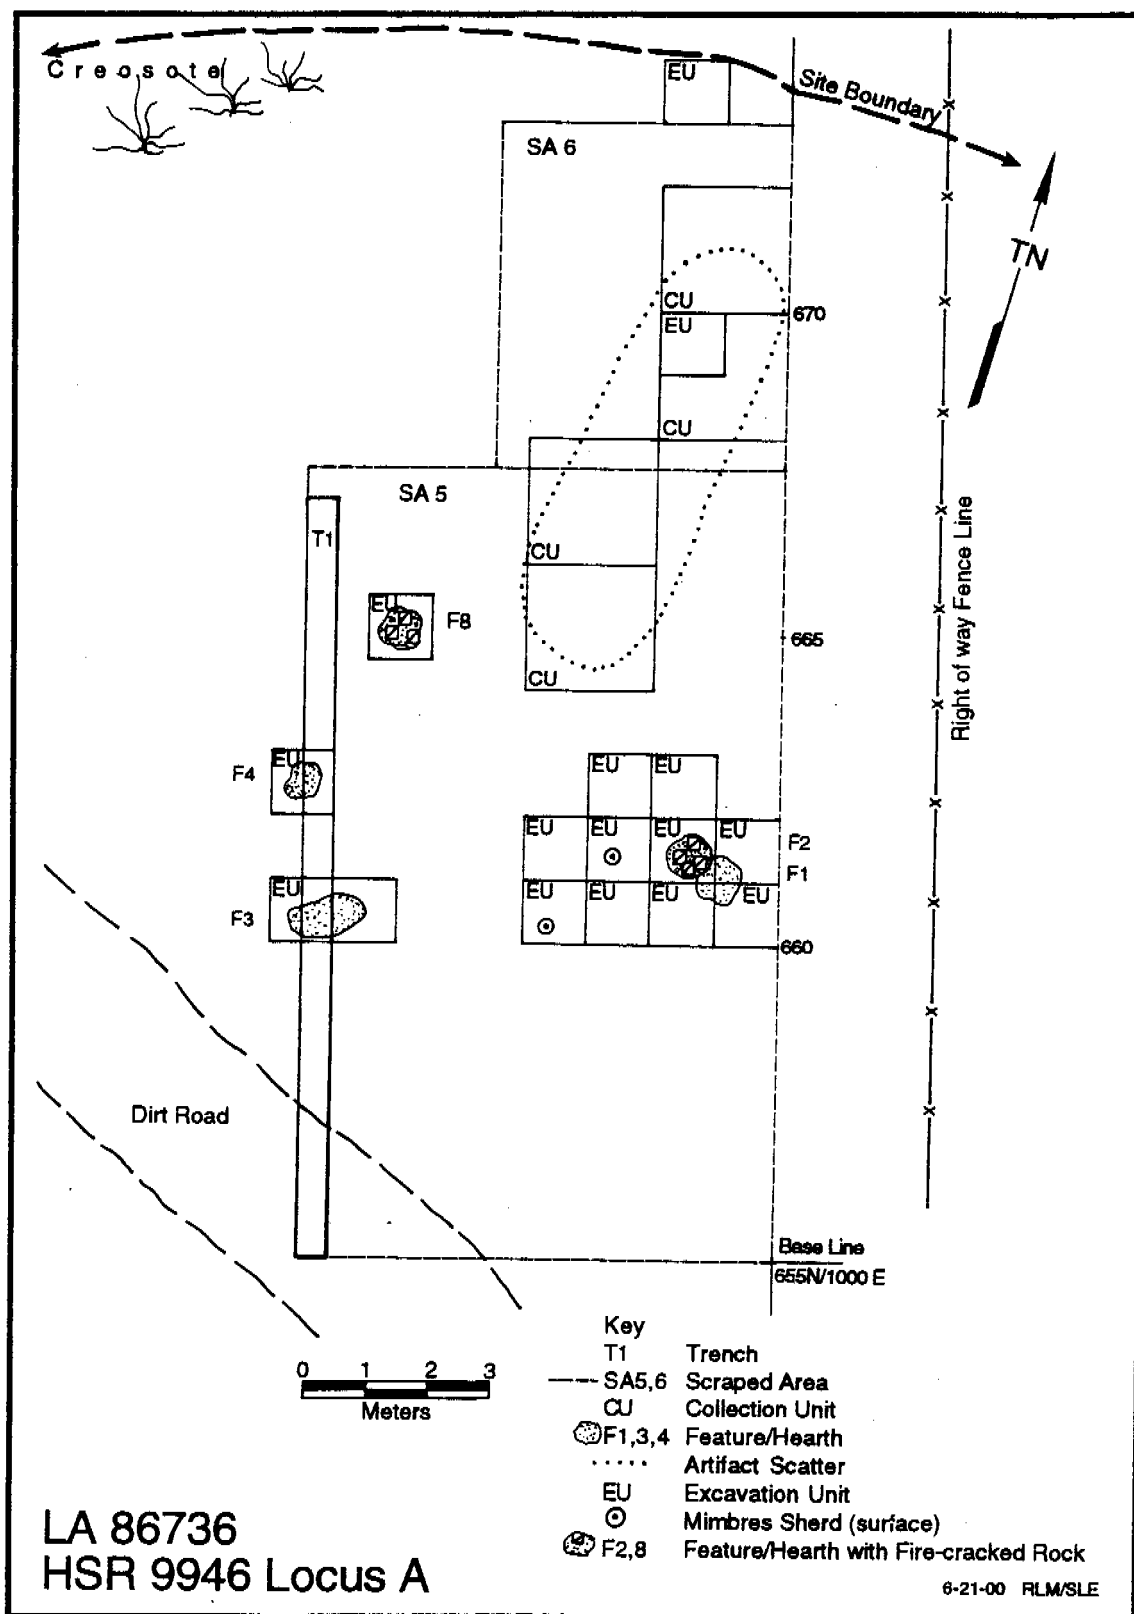 Creosote
EU
Site Boundary
SA 6
TN
CU
670
EU
CU
SA 5
T1
CU
EU
F8
665
CU
Right of way Fence Line
EU
F4
EU EU
EU EU EU EU
F2
F1
EU
F3
EU EU EU EU
660
Dirt Road
Base Line
655N/1000 E
0 1 2 3
Meters
Key
T1 Trench
SA5,6 Scraped Area
CU Collection Unit
F1,3,4 Feature/Hearth
Artifact Scatter
EU Excavation Unit
Mimbres Sherd (surface)
F2,8 Feature/Hearth with Fire-cracked Rock
LA 86736
HSR 9946 Locus A
6-21-00 RLM/SLE